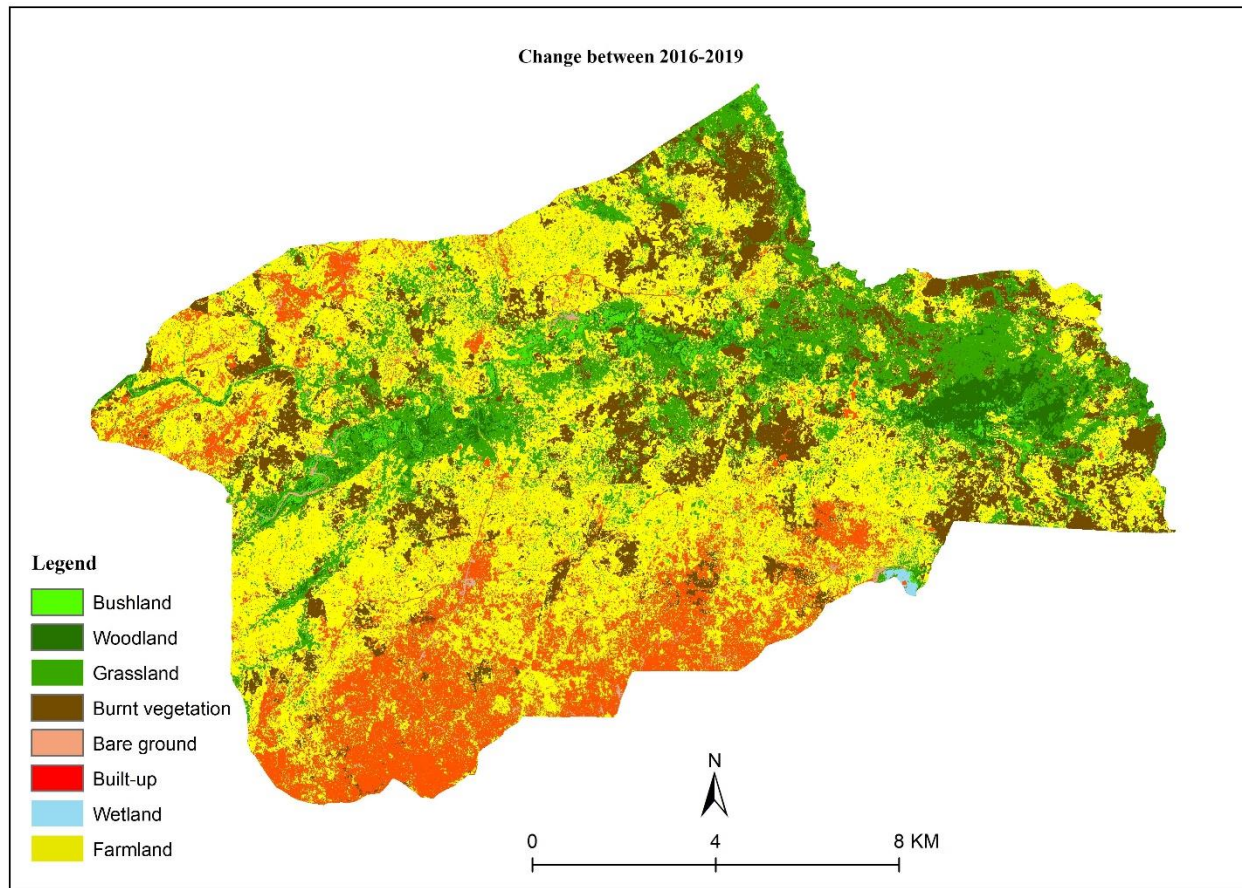 Change between 2016-2019
Legend
Bushland
Woodland
Grassland
Burnt vegetation
Bare ground
Built-up
Wetland
Farmland
N
0 4 8 KM